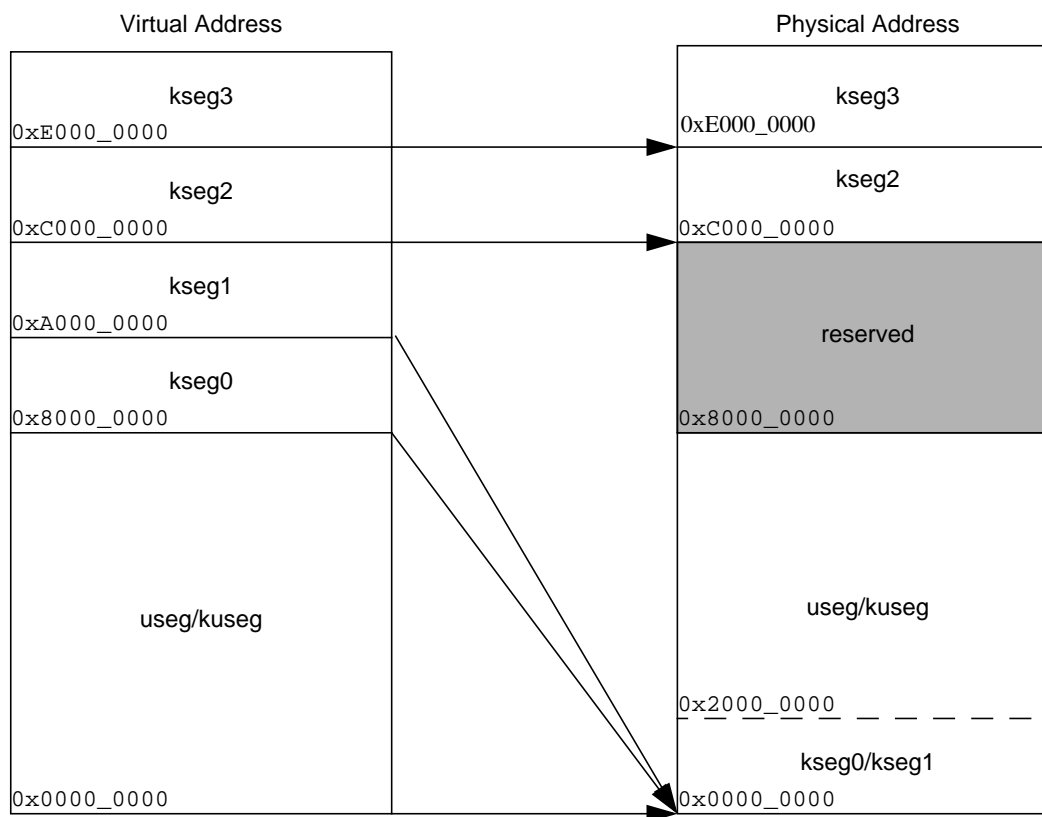 Virtual Address
kseg3
0xE000_0000
kseg2
0xC000_0000
kseg1
0xA000_0000
kseg0
0x8000_0000
useg/kuseg
0x0000_0000
Physical Address
kseg3
0xE000_0000
kseg2
0xC000_0000
reserved
0x8000_0000
useg/kuseg
0x2000_0000
kseg0/kseg1
0x0000_0000